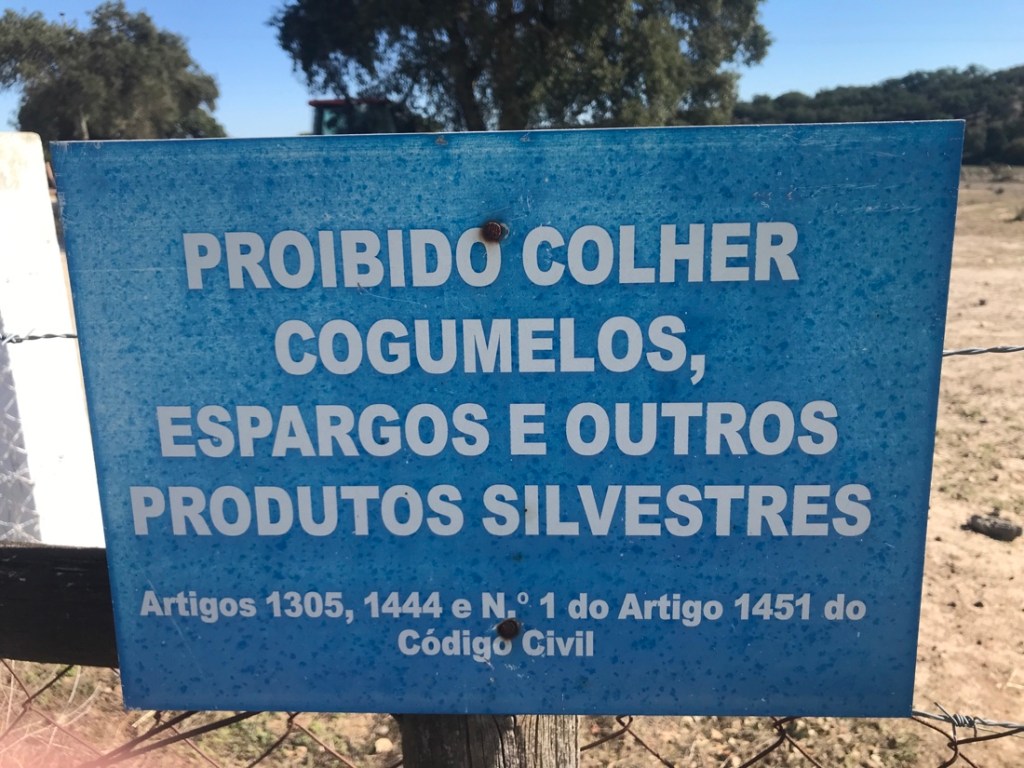 PROIBIDO COLHER
COGUMELOS,
ESPARGOS E OUTROS
PRODUTOS SILVESTRES
Artigos 1305, 1444 e N.º 1 do Artigo 1451 do
Código Civil